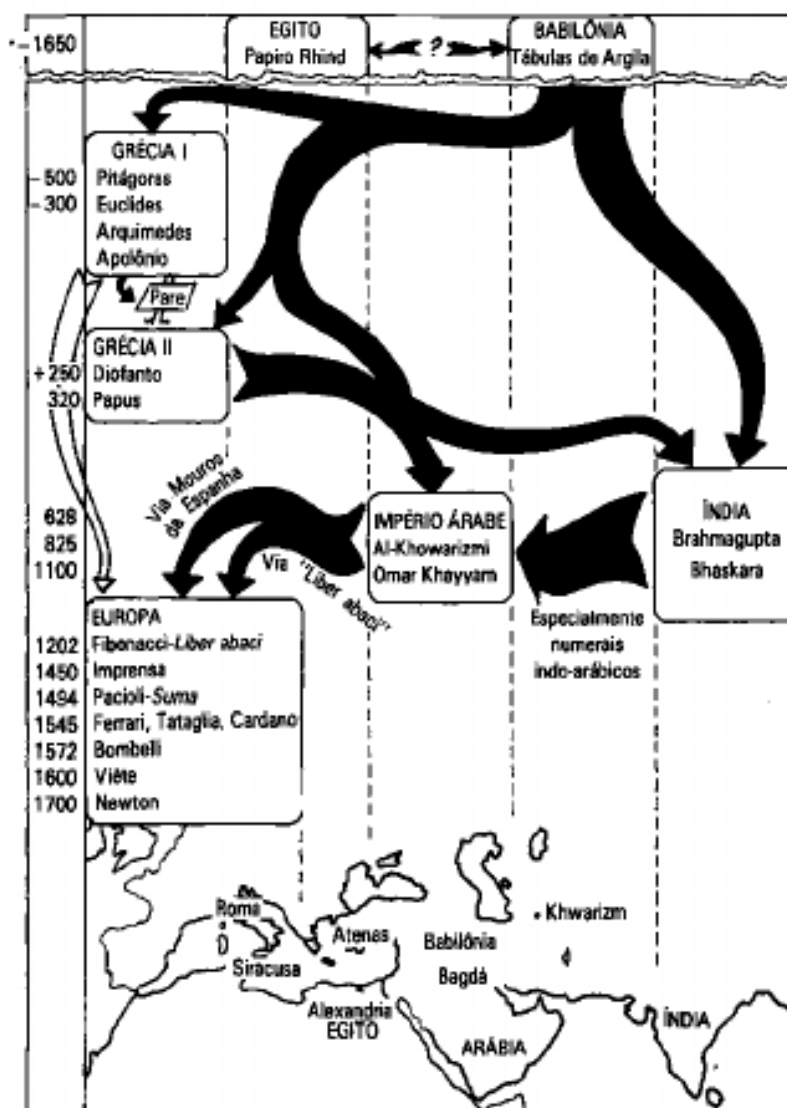 -1650
EGITO
Papiro Rhind
?
BABILÔNIA
Tábulas de Argila
GRÉCIA I
-500 Pitágoras
-300 Euclides
Arquimedes
Apolônio
Pare
GRÉCIA II
+250 Diofanto
320 Papus
Via Mouros
da Espanha
Via "Liber abaci"
628
825
1100
IMPÉRIO ÁRABE
Al-Khowarizmi
Omar Khayyam
ÍNDIA
Brahmagupta
Bhaskara
Especialmente
numerais
indo-arábicos
EUROPA
1202 Fibonacci-Liber abaci
1450 Imprensa
1494 Pacioli-Suma
1545 Ferrari, Tataglia, Cardano
1572 Bombelli
1600 Viète
1700 Newton
Roma
Siracusa
Atenas
Alexandria
EGITO
Babilônia
Bagdá
Khwarizm
ARÁBIA
ÍNDIA